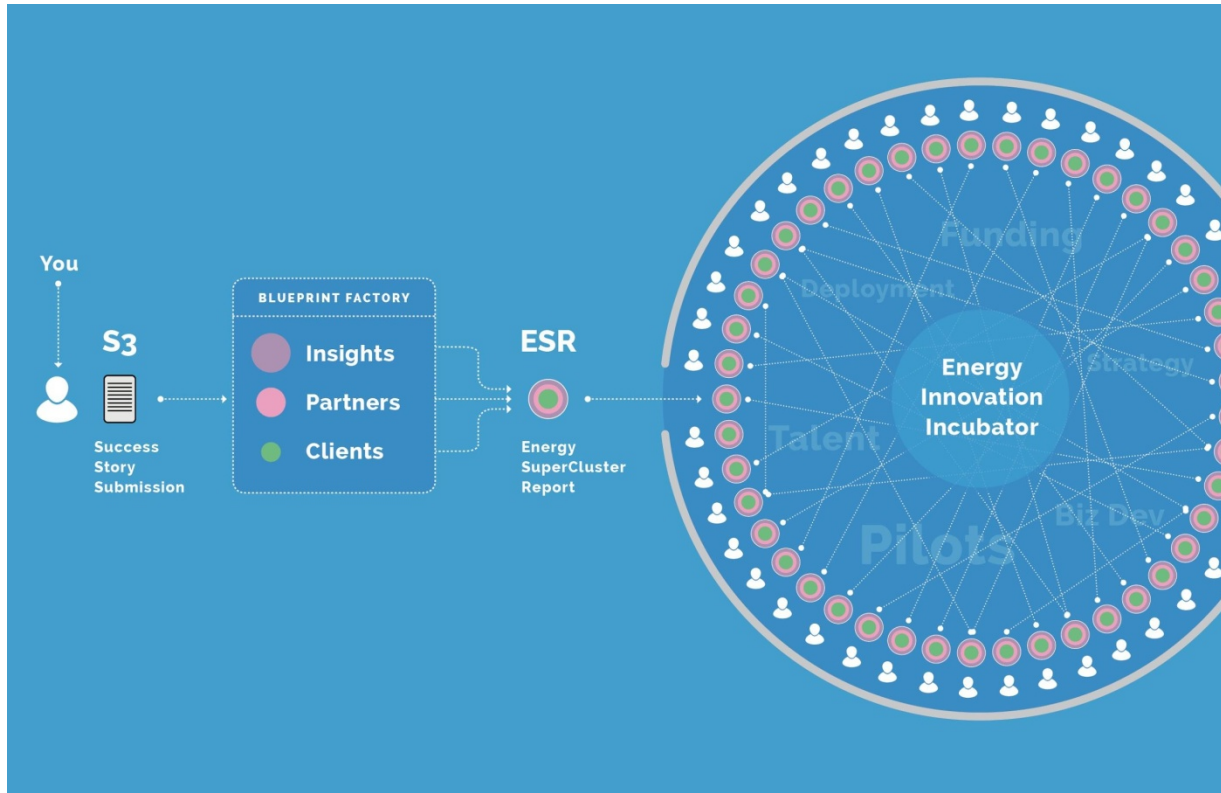 You
S3
Success
Story
Submission
BLUEPRINT FACTORY
Insights
Partners
Clients
ESR
Energy
SuperCluster
Report
Funding
Deployment
Strategy
Energy
Innovation
Incubator
Talent
Biz Dev
Pilots